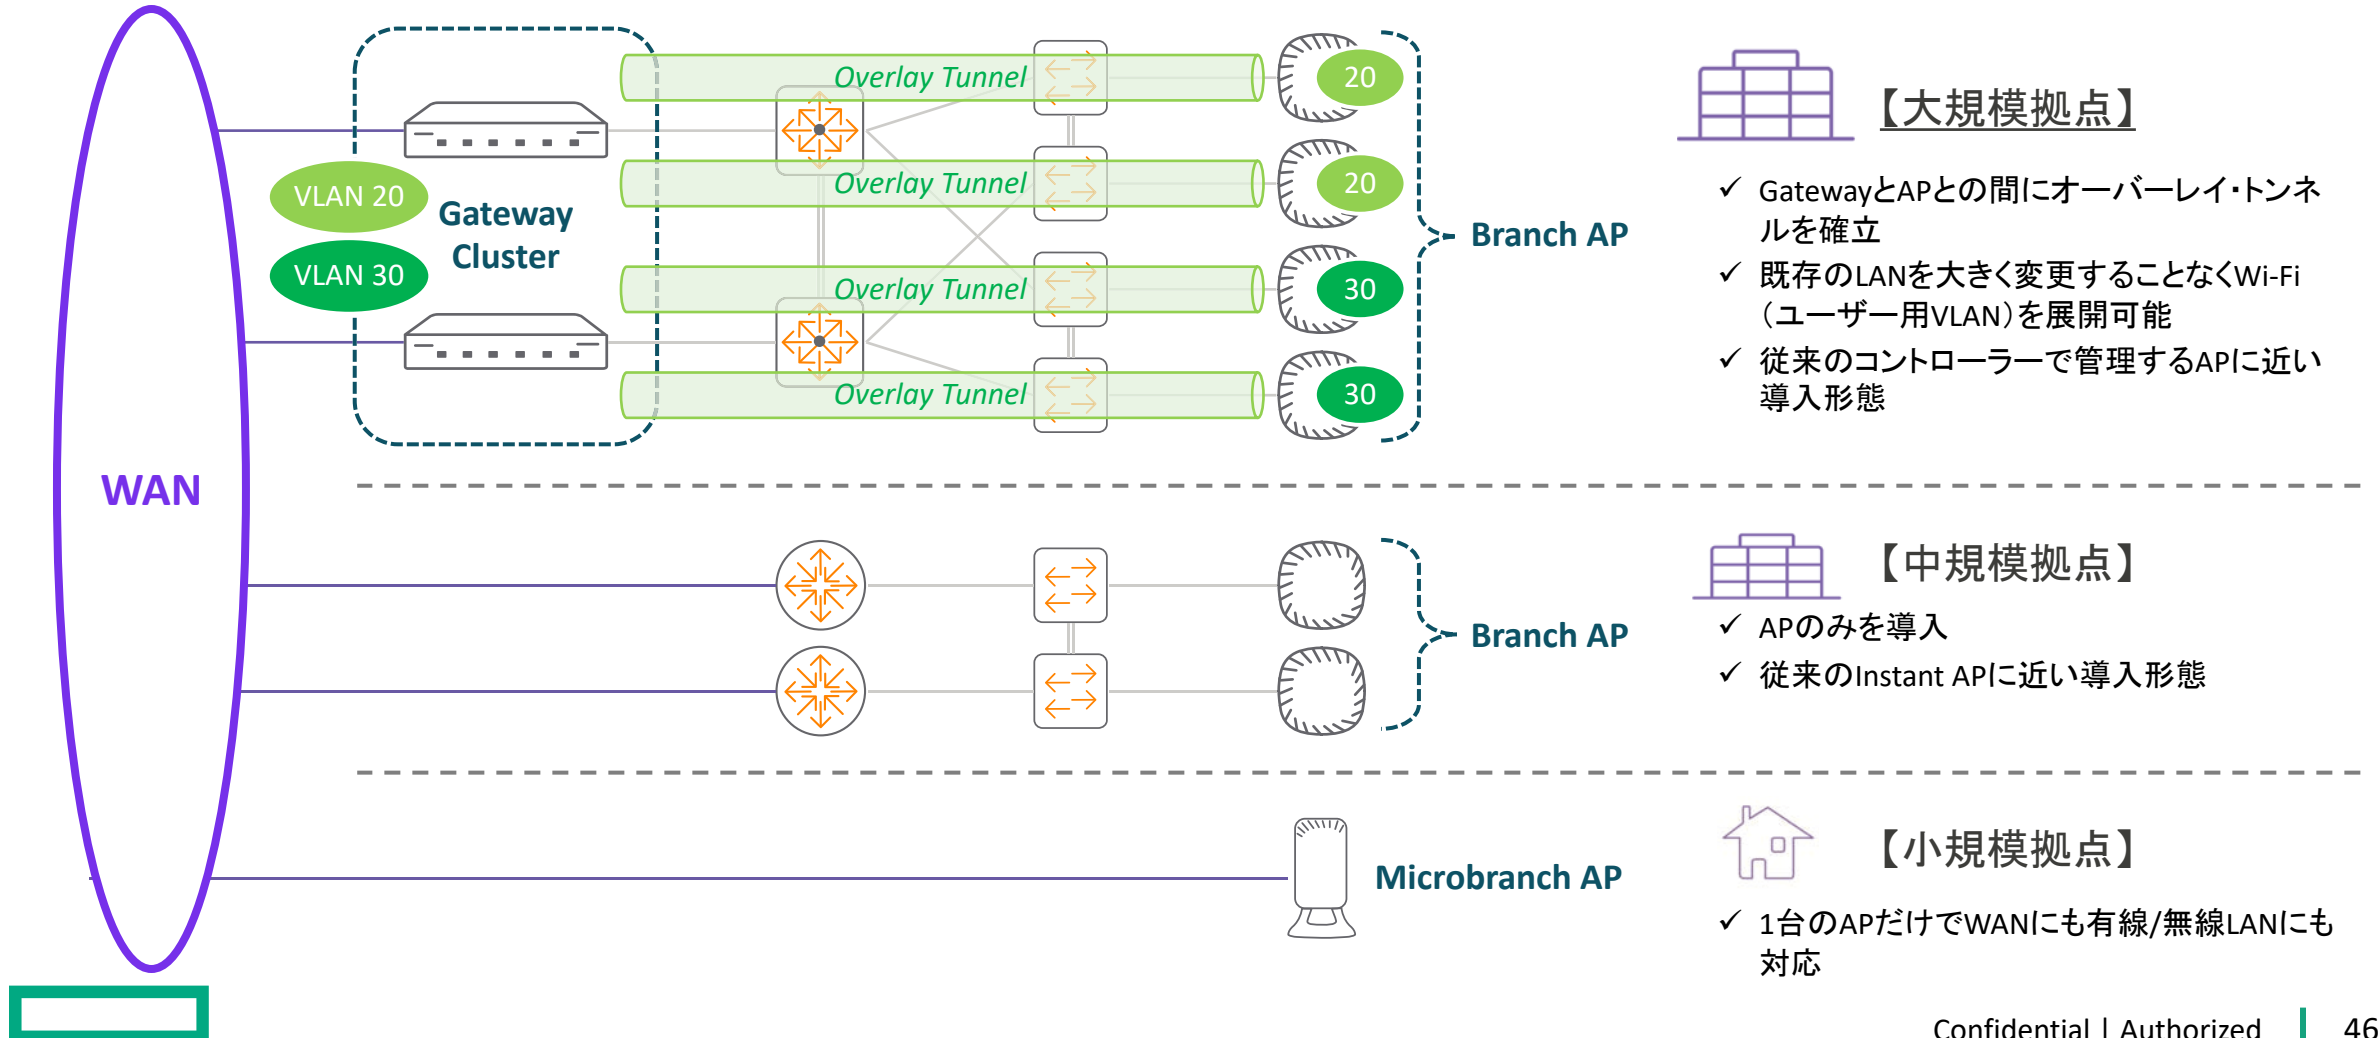 Overlay Tunnel
20
VLAN 20
Overlay Tunnel
20
Gateway
Cluster
VLAN 30
Overlay Tunnel
30
Overlay Tunnel
30
Branch AP
【大規模拠点】
✓ GatewayとAPとの間にオーバーレイ・トンネ
ルを確立
✓ 既存のLANを大きく変更することなくWi-Fi
（ユーザー用VLAN）を展開可能
✓ 従来のコントローラーで管理するAPに近い
導入形態
WAN
Branch AP
【中規模拠点】
✓ APのみを導入
✓ 従来のInstant APに近い導入形態
Microbranch AP
【小規模拠点】
✓ 1台のAPだけでWANにも有線/無線LANにも
対応
Confidential | Authorized
46